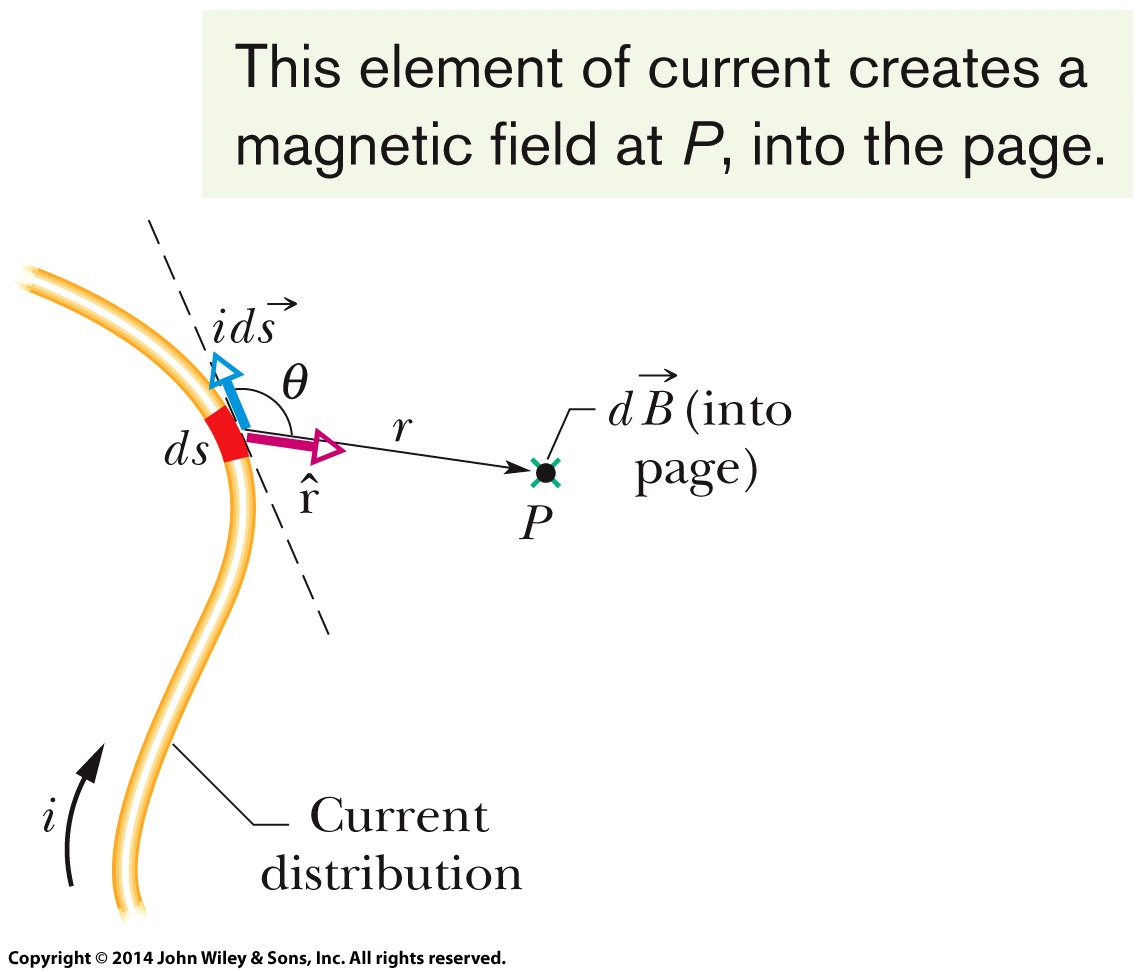 This element of current creates a
magnetic field at P, into the page.
i ds⃗
θ
ds
r
r̂
dB⃗ (into
page)
P
i
Current
distribution
Copyright © 2014 John Wiley & Sons, Inc. All rights reserved.